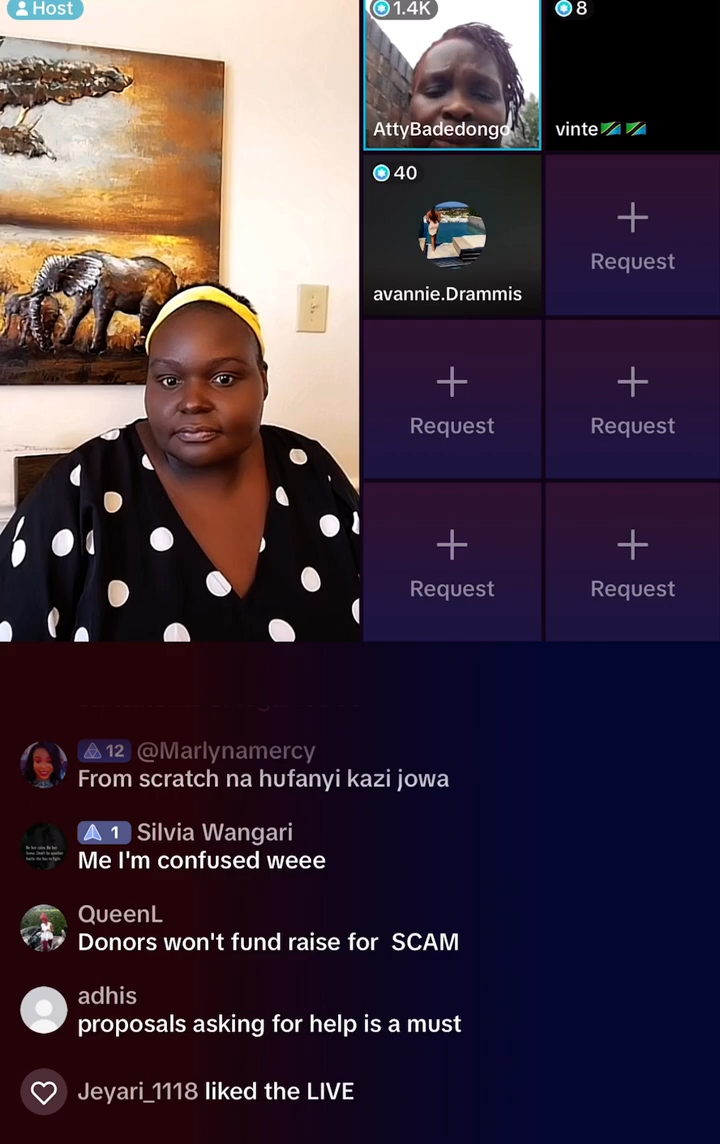 Host
1.4K
AttyBadedongo
8
vinte
40
avannie.Drammis
Request
Request
Request
Request
Request
12 @Marlynamercy
From scratch na hufanyi kazi jowa
1 Silvia Wangari
Me I'm confused weee
QueenL
Donors won't fund raise for SCAM
adhis
proposals asking for help is a must
Jeyari_1118 liked the LIVE